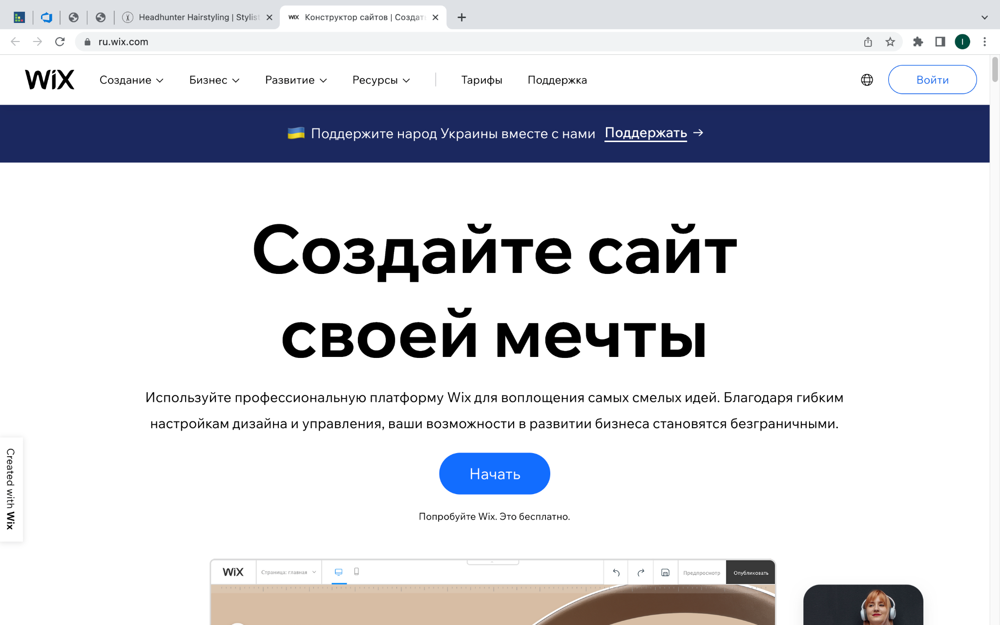 Headhunter Hairstyling | Stylist
WIX Конструктор сайтов | Создать
ru.wix.com
I
WiX
Создание
Бизнес
Развитие
Ресурсы
Тарифы
Поддержка
Войти
Поддержите народ Украины вместе с нами Поддержать →
Создайте сайт
своей мечты
Используйте профессиональную платформу Wix для воплощения самых смелых идей. Благодаря гибким
настройкам дизайна и управления, ваши возможности в развитии бизнеса становятся безграничными.
Начать
Попробуйте Wix. Это бесплатно.
Created with Wix
WiX
Страница: главная
Предпросмотр
Опубликовать